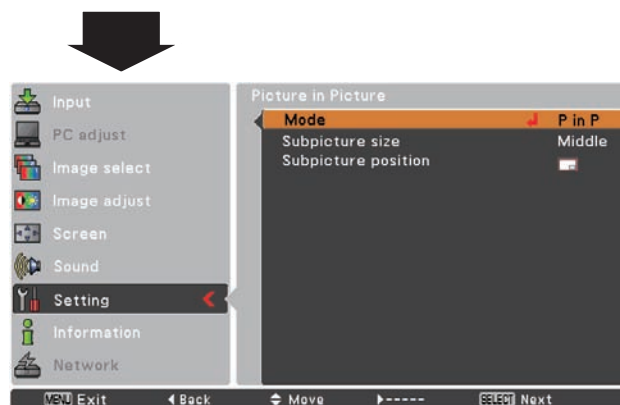 Input
PC adjust
Image select
Image adjust
Screen
Sound
Setting
Information
Network
Picture in Picture
Mode P in P
Subpicture size Middle
Subpicture position
MENU Exit Back Move ----- SELECT Next